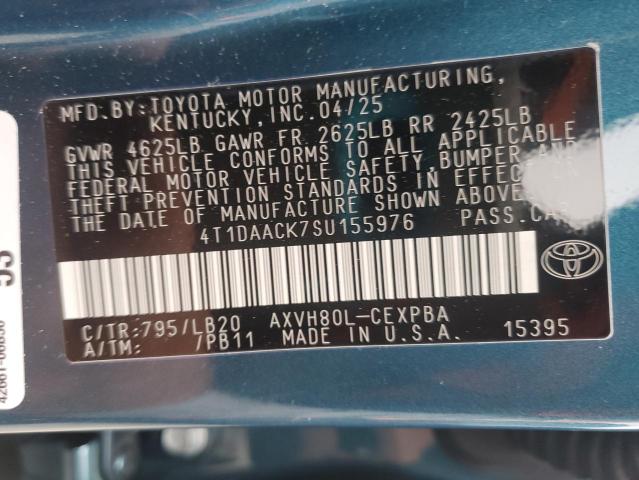 MFD.BY:TOYOTA MOTOR MANUFACTURING,
KENTUCKY,INC.04/25
GVWR 4625LB GAWR FR 2625LB RR 2425LB
THIS VEHICLE CONFORMS TO ALL APPLICABLE
FEDERAL MOTOR VEHICLE SAFETY, BUMPER, AND
THEFT PREVENTION STANDARDS IN EFFECT
THE DATE OF MANUFACTURE SHOWN ABOVE
4T1DAACK7SU155976 PASS.CAR
C/TR:795/LB20 AXVH80L-CEXPBA
A/TM: 7PB11 MADE IN U.S.A. 15395